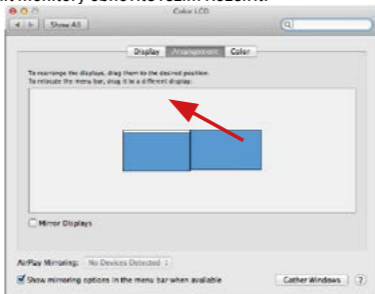 Color LCD
Show All
Display Arrangement Color
To rearrange the displays, drag them to the desired position.
To relocate the menu bar, drag it to a different display.
Mirror Displays
AirPlay Mirroring: No Devices Detected
Show mirroring options in the menu bar when available
Gather Windows ?